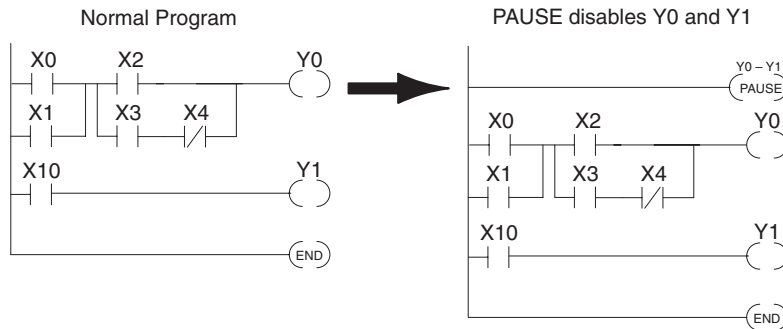 Normal Program
X0 X2 Y0
X1 X3 X4
X10 Y1
END
PAUSE disables Y0 and Y1
Y0 – Y1
PAUSE
Y0
X0 X2
X1 X3 X4
X10 Y1
END